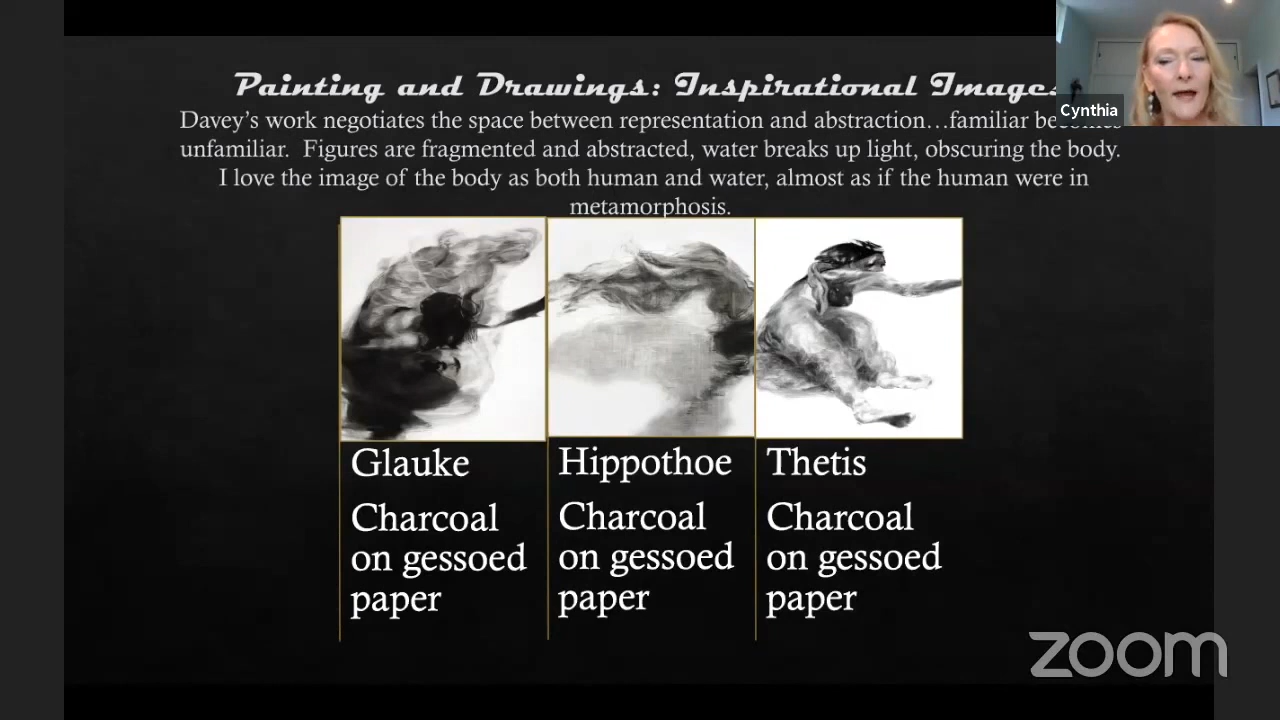 Painting and Drawings: Inspirational Images
Davey's work negotiates the space between representation and abstraction…familiar becomes
unfamiliar.  Figures are fragmented and abstracted, water breaks up light, obscuring the body.
I love the image of the body as both human and water, almost as if the human were in
metamorphosis.
Cynthia
Glauke
Charcoal
on gessoed
paper
Hippothoe
Charcoal
on gessoed
paper
Thetis
Charcoal
on gessoed
paper
zoom